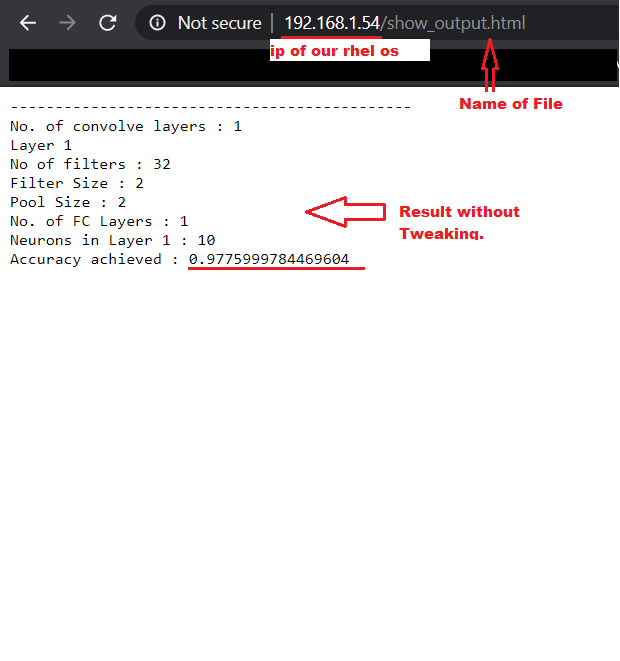 Not secure | 192.168.1.54/show_output.html
ip of our rhel os
Name of File
--------------------------------------------
No. of convolve layers : 1
Layer 1
No of filters : 32
Filter Size : 2
Pool Size : 2
No. of FC Layers : 1
Neurons in Layer 1 : 10
Accuracy achieved : 0.9775999784469604
Result without
Tweaking.